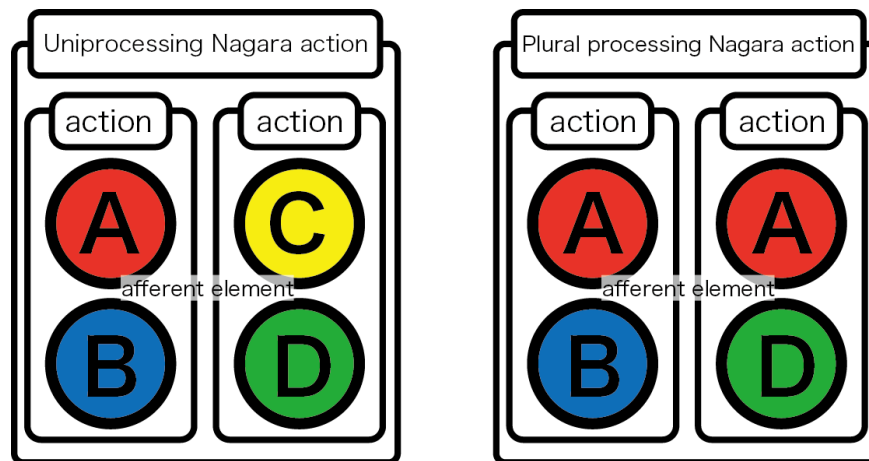 Uniprocessing Nagara action
action
action
A
C
afferent element
B
D
Plural processing Nagara action
action
action
A
A
afferent element
B
D